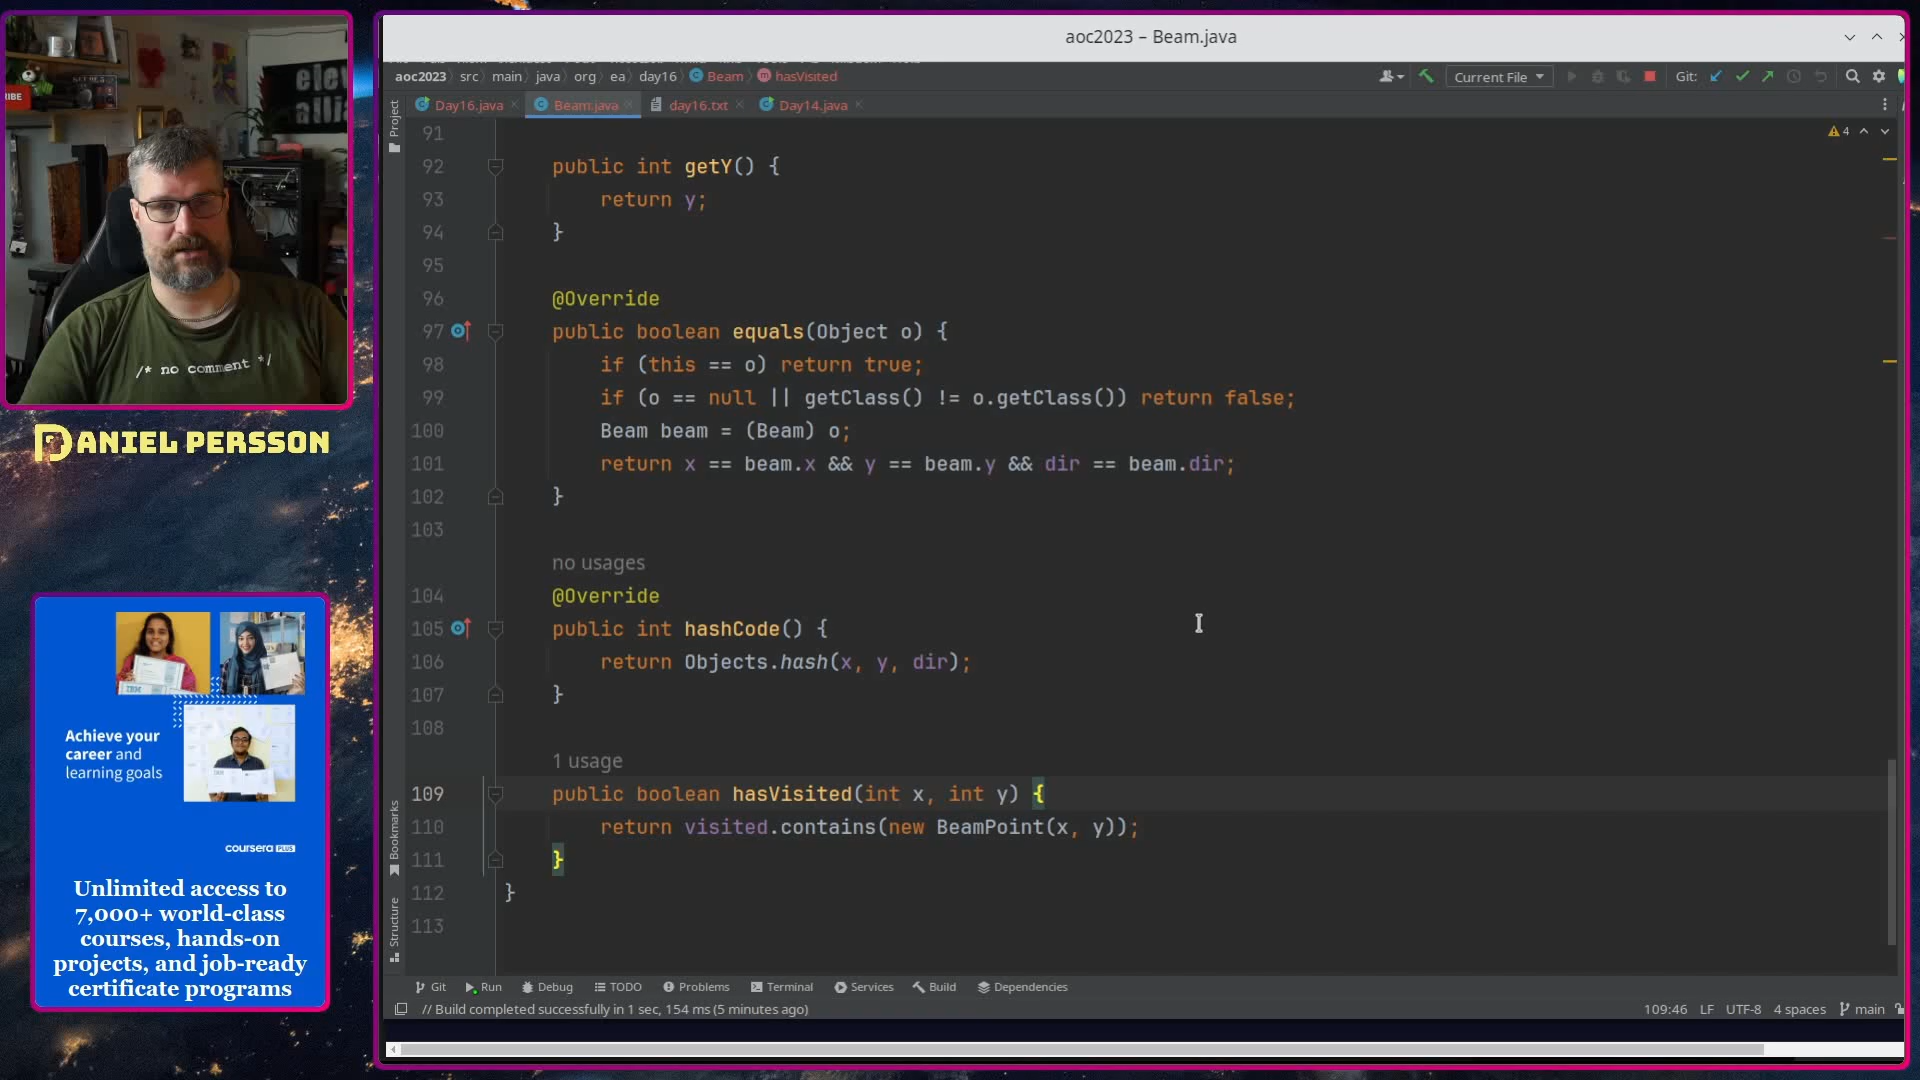 aoc2023 – Beam.java
aoc2023 src main java org ea day16 Beam hasVisited
Current File
Git:
Day16.java
Beam.java
day16.txt
Day14.java
Project
4
91
92 public int getY() {
93 return y;
94 }
95
96 @Override
97 public boolean equals(Object o) {
98 if (this == o) return true;
99 if (o == null || getClass() != o.getClass()) return false;
100 Beam beam = (Beam) o;
101 return x == beam.x && y == beam.y && dir == beam.dir;
102 }
103
no usages
104 @Override
105 public int hashCode() {
106 return Objects.hash(x, y, dir);
107 }
108
1 usage
109 public boolean hasVisited(int x, int y) {
110 return visited.contains(new BeamPoint(x, y));
111 }
112 }
113
Bookmarks
Structure
Git Run Debug TODO Problems Terminal Services Build Dependencies
// Build completed successfully in 1 sec, 154 ms (5 minutes ago)
109:46 LF UTF-8 4 spaces main
/* no comment */
DANIEL PERSSON
IBM
Achieve your
career and
learning goals
coursera PLUS
Unlimited access to
7,000+ world-class
courses, hands-on
projects, and job-ready
certificate programs